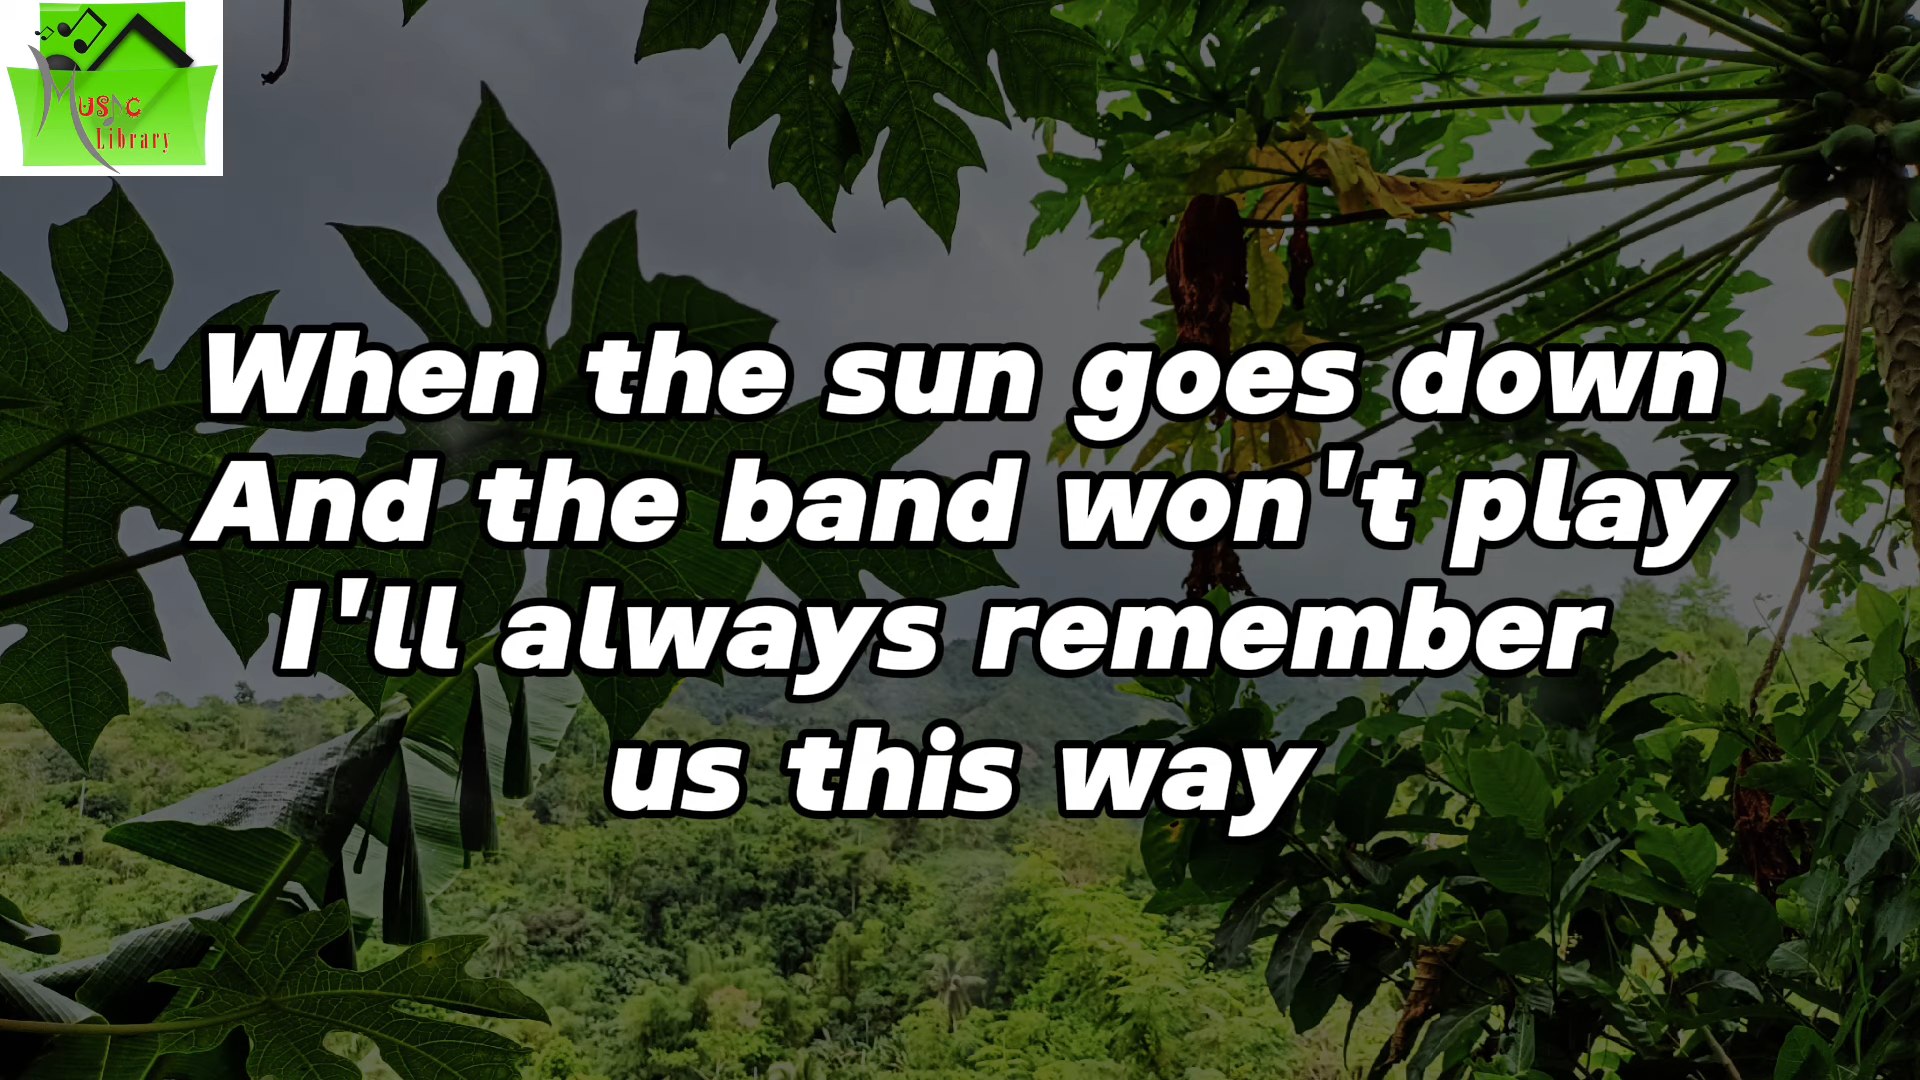 Music
Library
When the sun goes down
And the band won't play
I'll always remember
us this way